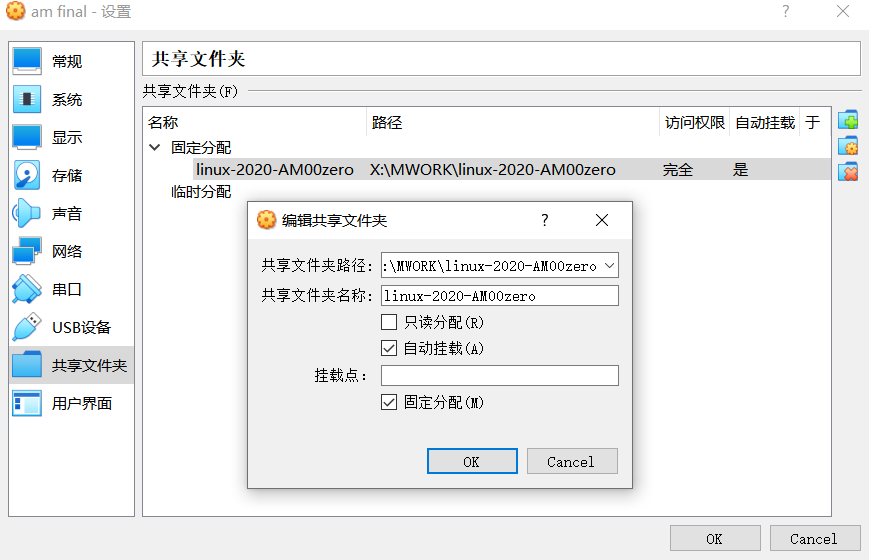 am final - 设置
?
常规
系统
显示
存储
声音
网络
串口
USB设备
共享文件夹
用户界面
共享文件夹
共享文件夹(F)
名称 路径 访问权限 自动挂载 于
固定分配
linux-2020-AM00zero X:\MWORK\linux-2020-AM00zero 完全 是
临时分配
编辑共享文件夹 ?
共享文件夹路径: :\MWORK\linux-2020-AM00zero
共享文件夹名称: linux-2020-AM00zero
只读分配(R)
自动挂载(A)
挂载点:
固定分配(M)
OK Cancel
OK Cancel